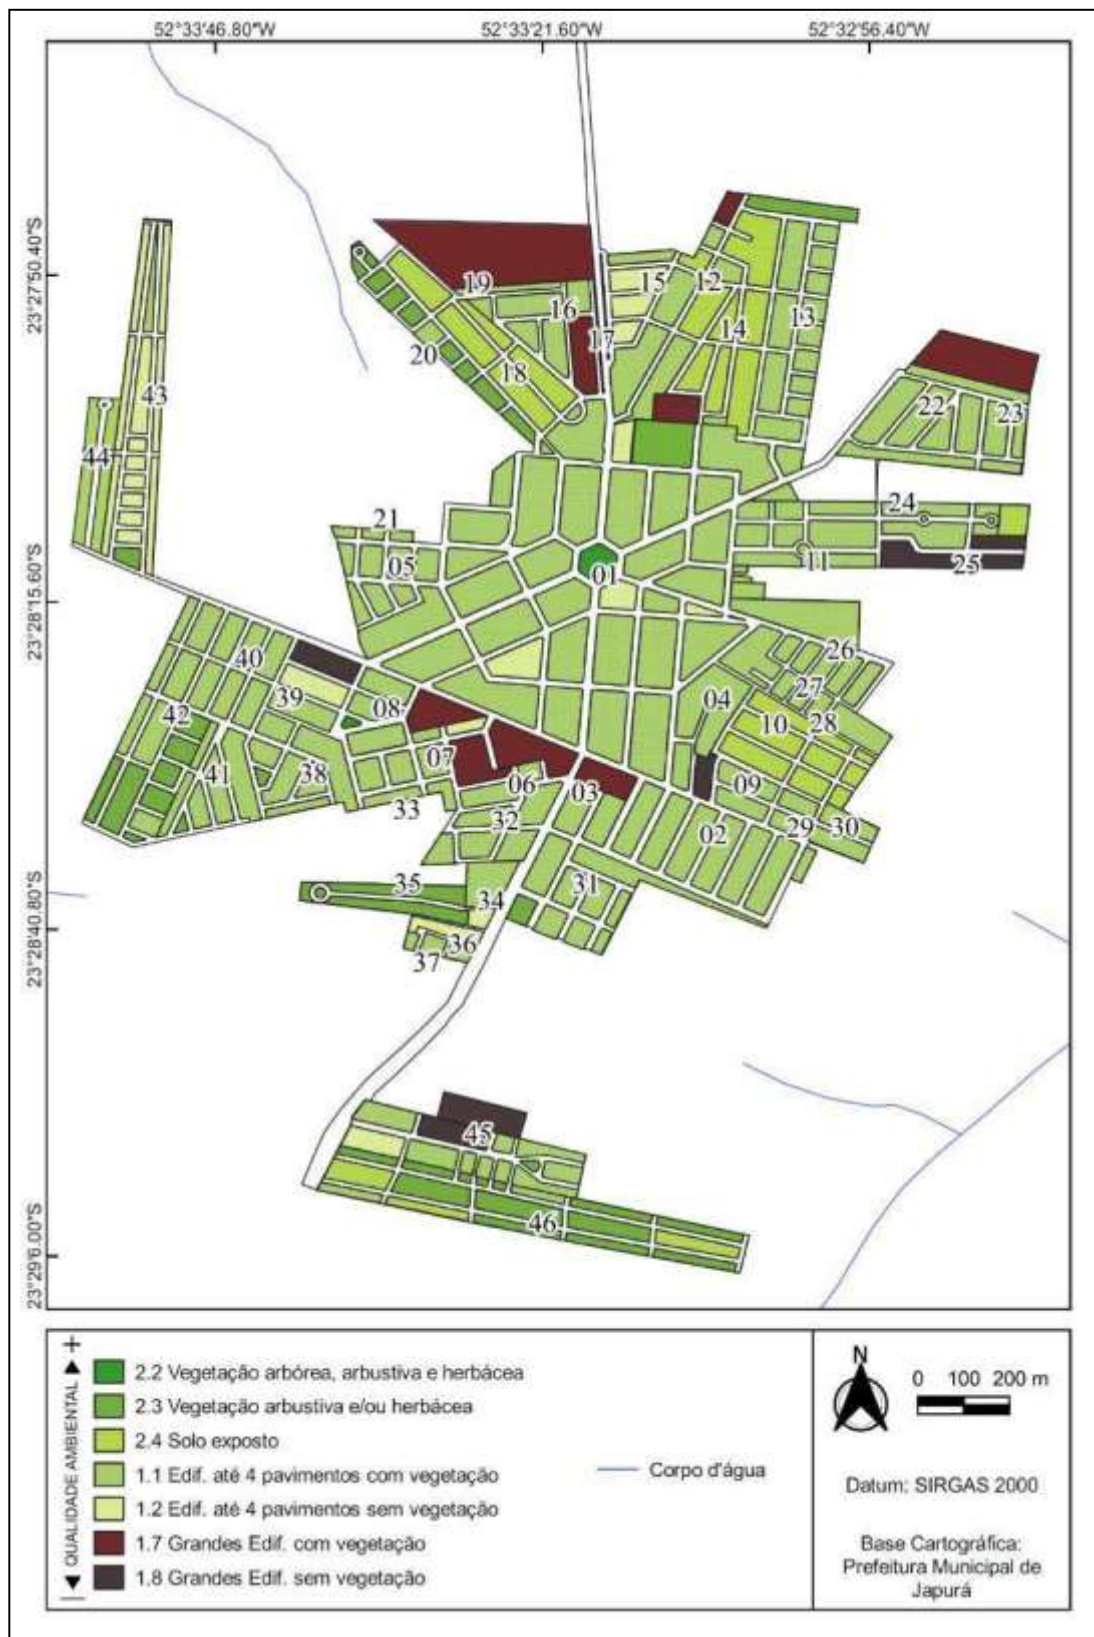 52°33'46.80"W 52°33'21.60"W 52°32'56.40"W
23°27'50.40"S
23°28'15.60"S
23°28'40.80"S
23°29'6.00"S
19 16 17 15 12 14 13
20 18
22 23
43
44
24
21
05 01 11 25
26
40 04 27
39 08 10 28
42
41 38 07 06 03 09
33 32 02 29 30
35 31
34
36
37
45
46
+
QUALIDADE AMBIENTAL
—
2.2 Vegetação arbórea, arbustiva e herbácea
2.3 Vegetação arbustiva e/ou herbácea
2.4 Solo exposto
1.1 Edif. até 4 pavimentos com vegetação
1.2 Edif. até 4 pavimentos sem vegetação
1.7 Grandes Edif. com vegetação
1.8 Grandes Edif. sem vegetação
Corpo d'água
N
0 100 200 m
Datum: SIRGAS 2000
Base Cartográfica:
Prefeitura Municipal de
Japurá